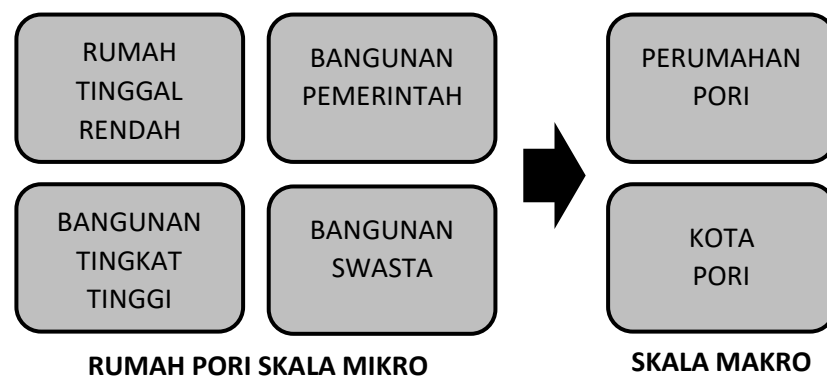 RUMAH
TINGGAL
RENDAH
BANGUNAN
PEMERINTAH
PERUMAHAN
PORI
BANGUNAN
TINGKAT
TINGGI
BANGUNAN
SWASTA
KOTA
PORI
RUMAH PORI SKALA MIKRO
SKALA MAKRO